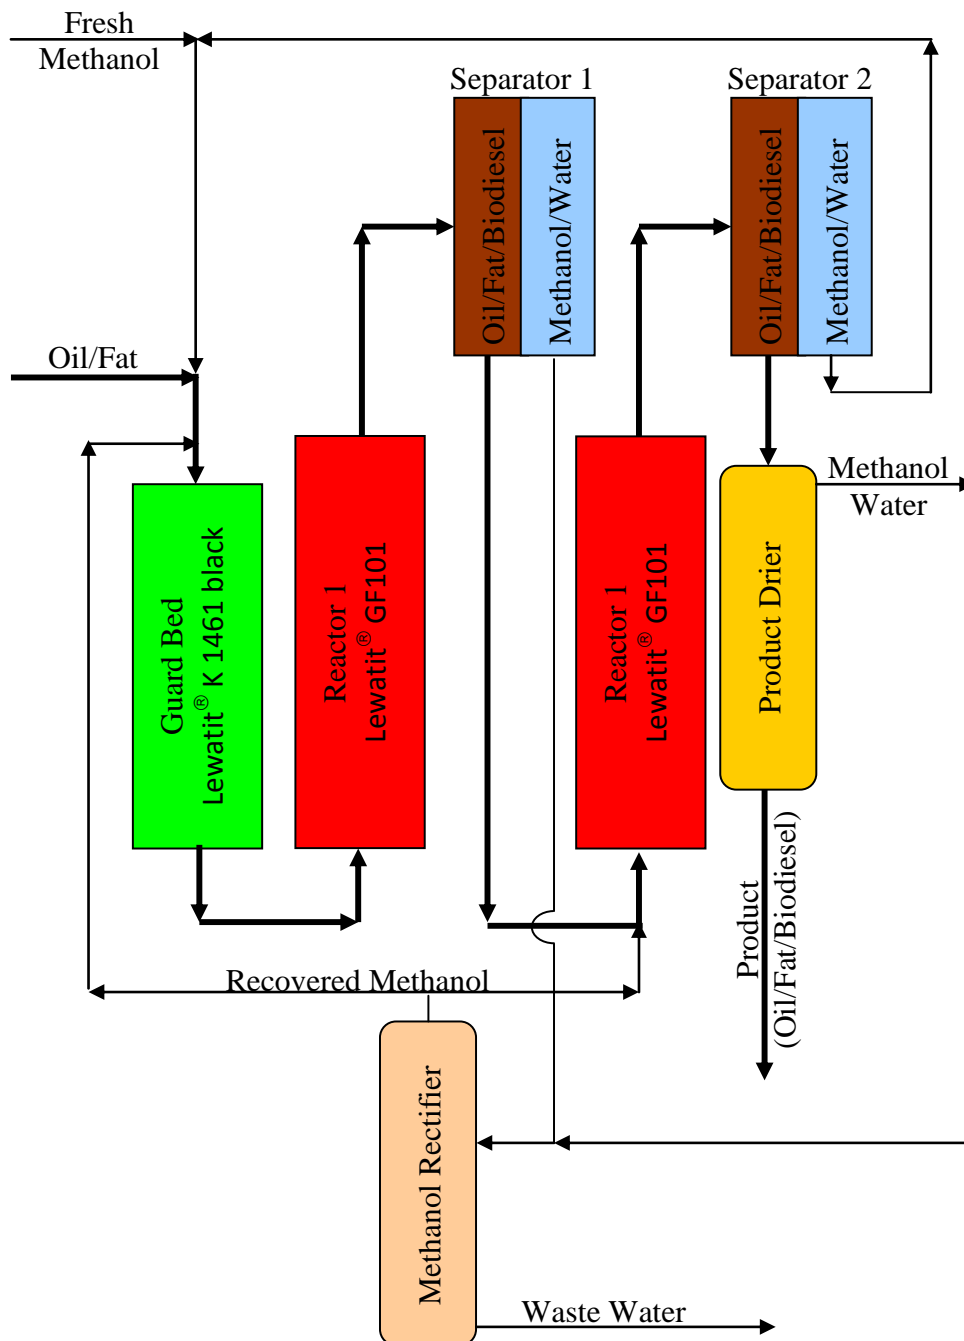 Fresh
Methanol
Separator 1
Separator 2
Oil/Fat/Biodiesel
Methanol/Water
Oil/Fat/Biodiesel
Methanol/Water
Oil/Fat
Guard Bed
Lewatit® K 1461 black
Reactor 1
Lewatit® GF101
Reactor 1
Lewatit® GF101
Product Drier
Methanol
Water
Product
(Oil/Fat/Biodiesel)
Recovered Methanol
Methanol Rectifier
Waste Water